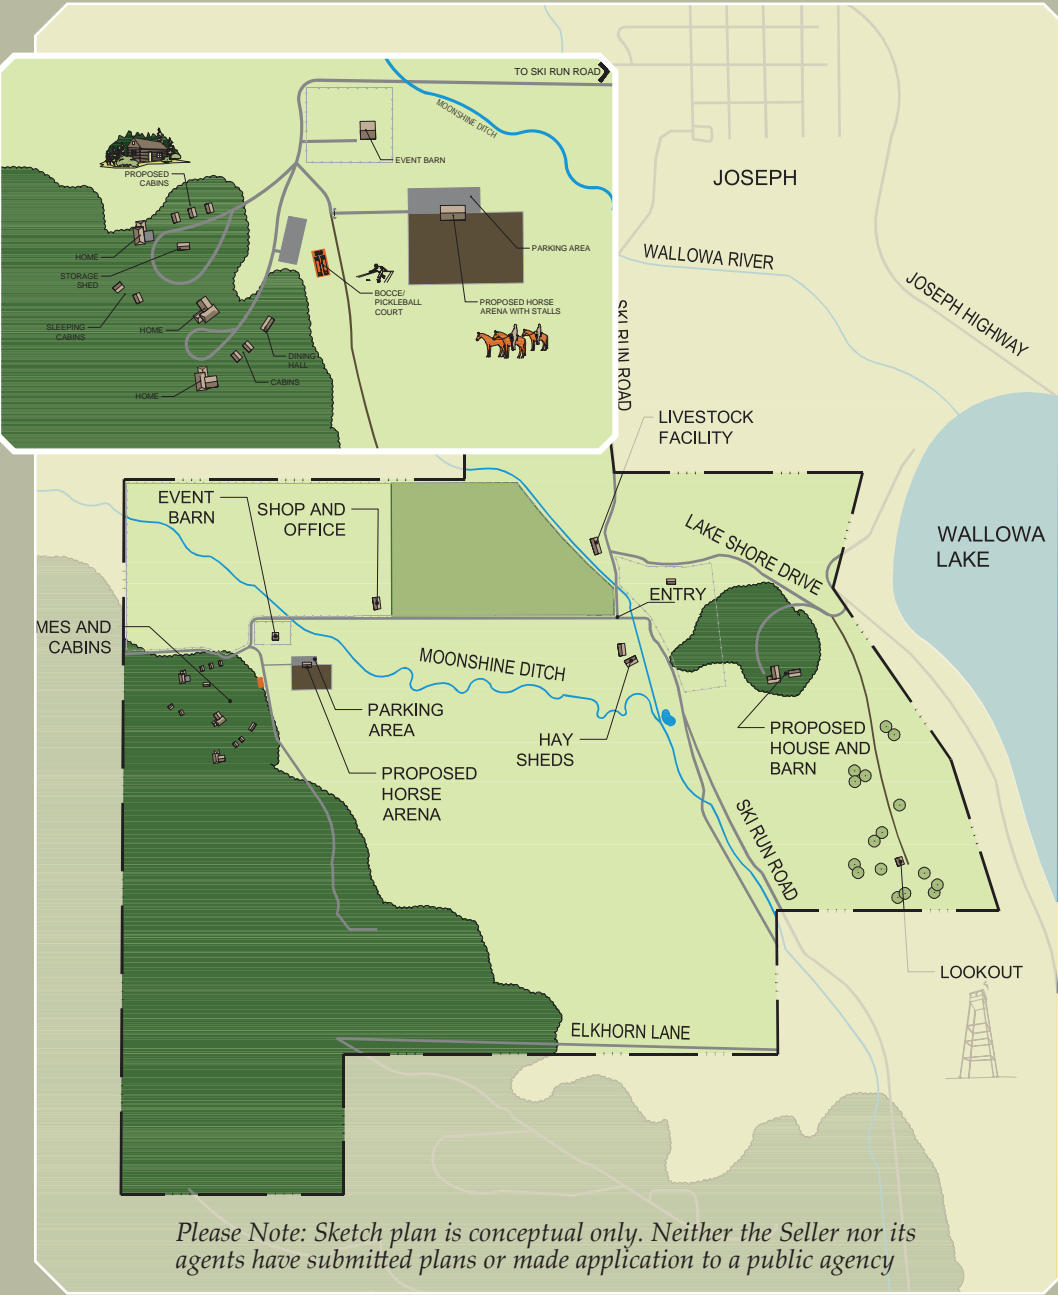 TO SKI RUN ROAD
MOONSHINE DITCH
EVENT BARN
PROPOSED
CABINS
HOME
STORAGE
SHED
SLEEPING
CABINS
HOME
HOME
DINING
HALL
CABINS
BOCCE/
PICKLEBALL
COURT
PARKING AREA
PROPOSED HORSE
ARENA WITH STALLS
JOSEPH
WALLOWA RIVER
JOSEPH HIGHWAY
SKI RUN ROAD
LIVESTOCK
FACILITY
WALLOWA
LAKE
EVENT
BARN
SHOP AND
OFFICE
LAKE SHORE DRIVE
ENTRY
MES AND
CABINS
MOONSHINE DITCH
PARKING
AREA
HAY
SHEDS
PROPOSED
HOUSE AND
BARN
PROPOSED
HORSE
ARENA
SKI RUN ROAD
LOOKOUT
ELKHORN LANE
Please Note: Sketch plan is conceptual only. Neither the Seller nor its
agents have submitted plans or made application to a public agency